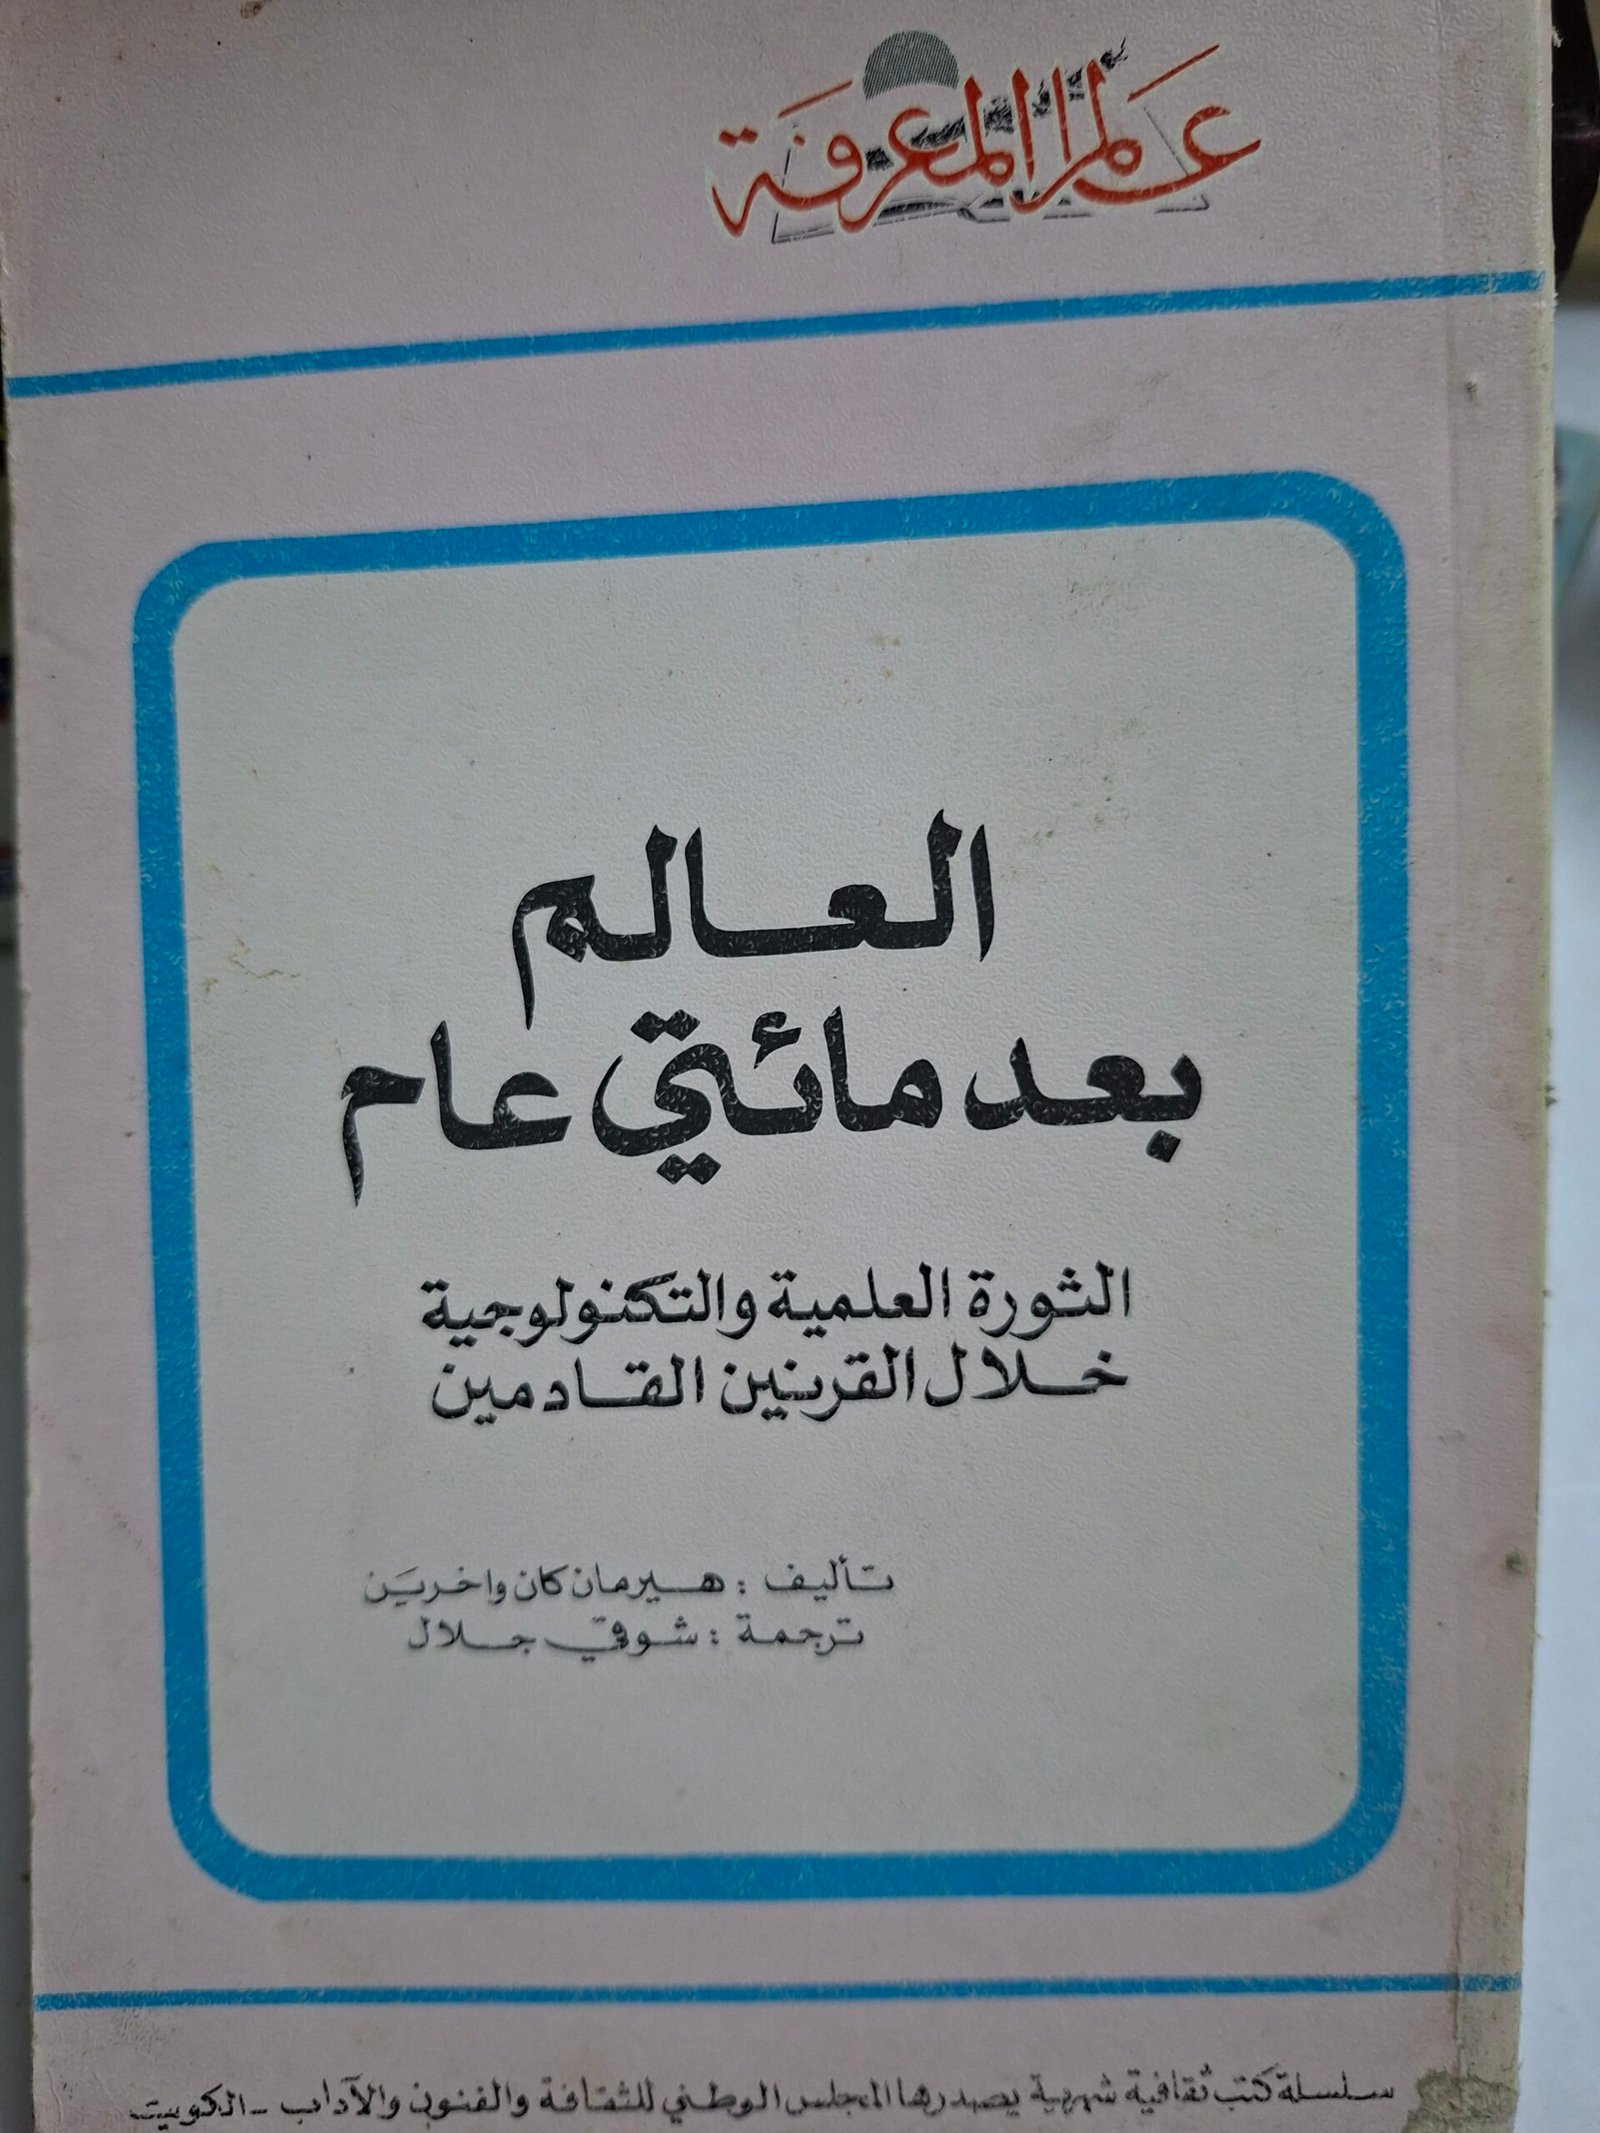 عالم المعرفة
العالم
بعد مائتي عام
الثورة العلمية والتكنولوجية
خلال القرنين القادمين
تأليف : هيرمان كان واخرين
ترجمة : شوقي جلال
سلسلة كتب ثقافية شهرية يصدرها المجلس الوطني للثقافة والفنون والآداب - الكويت